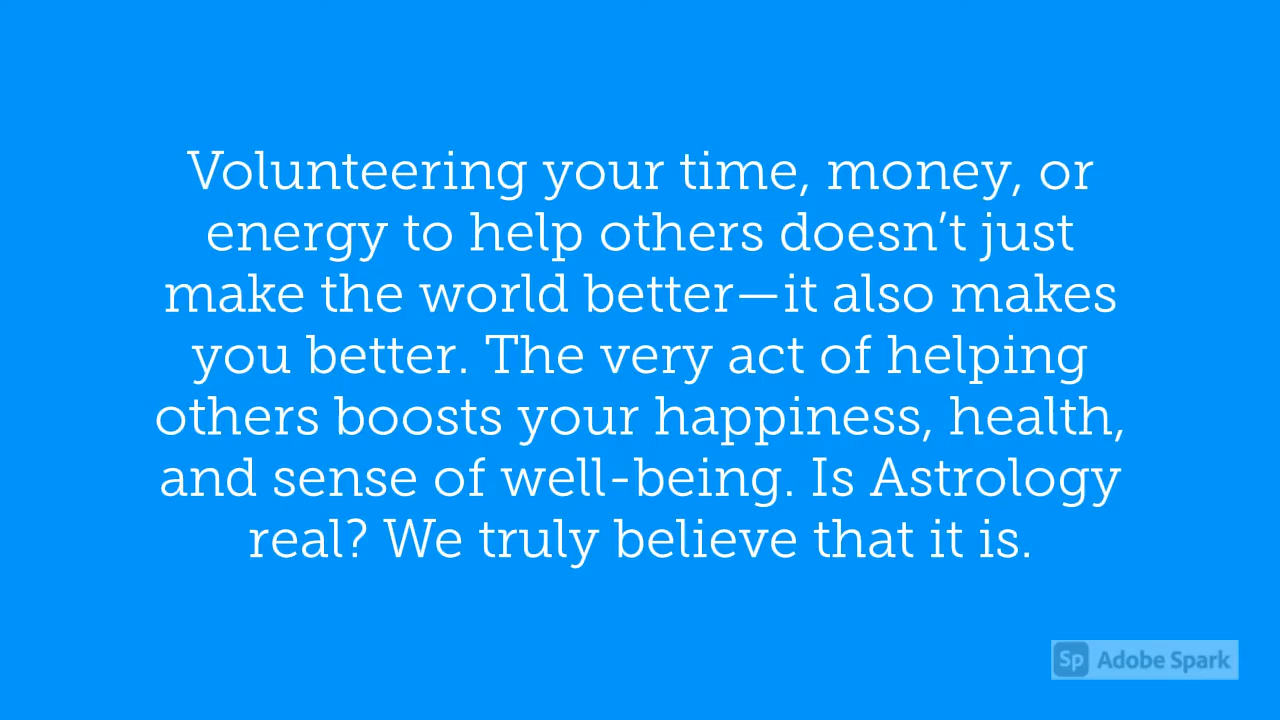 Volunteering your time, money, or
energy to help others doesn’t just
make the world better—it also makes
you better. The very act of helping
others boosts your happiness, health,
and sense of well-being. Is Astrology
real? We truly believe that it is.
Sp Adobe Spark